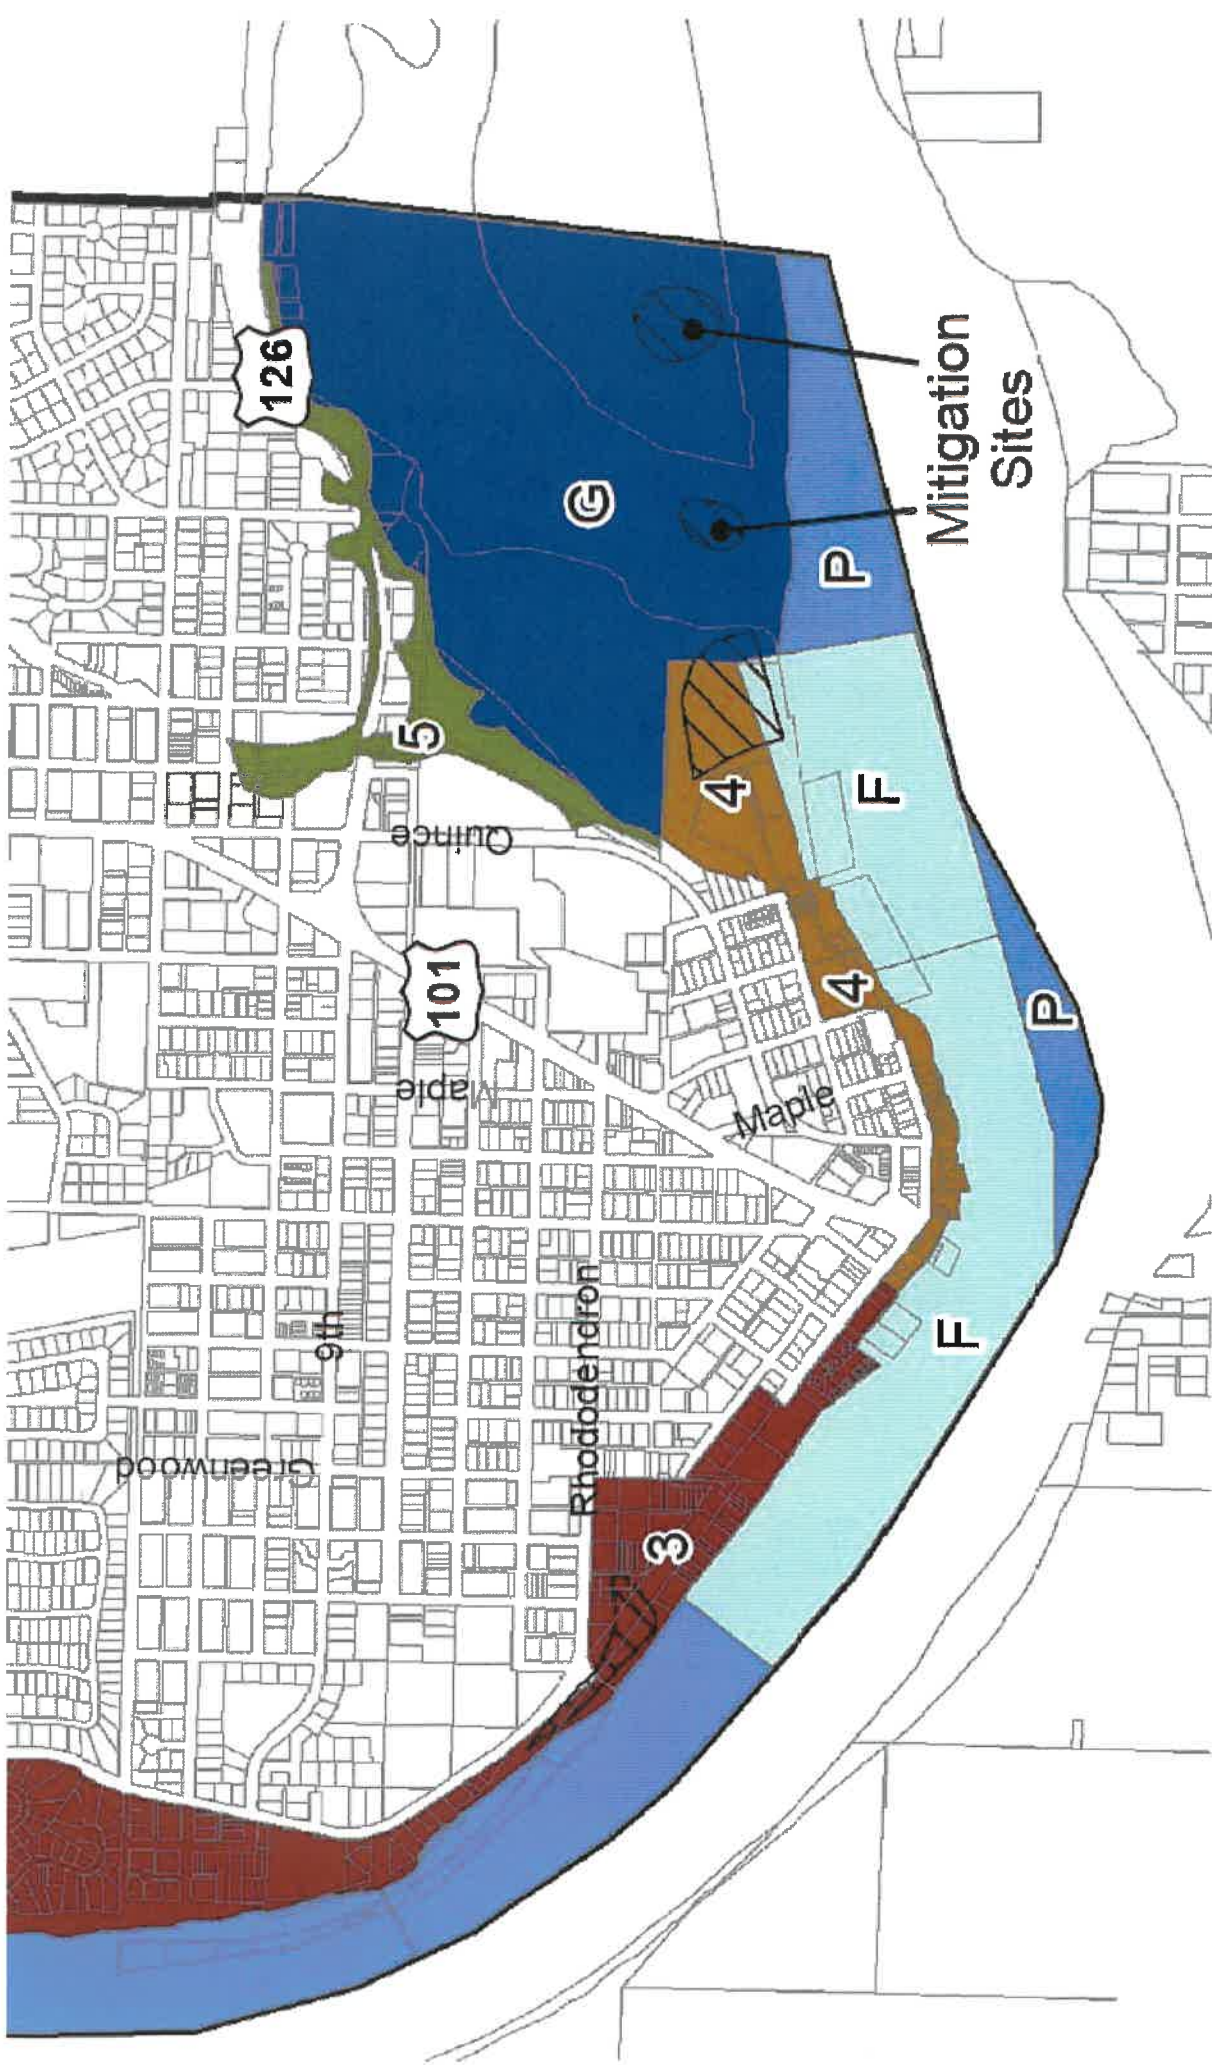 126
G
Mitigation
Sites
P
5
4
F
Quince
101
4
P
Maple
Maple
9th
Rhododendron
F
Greenwood
3